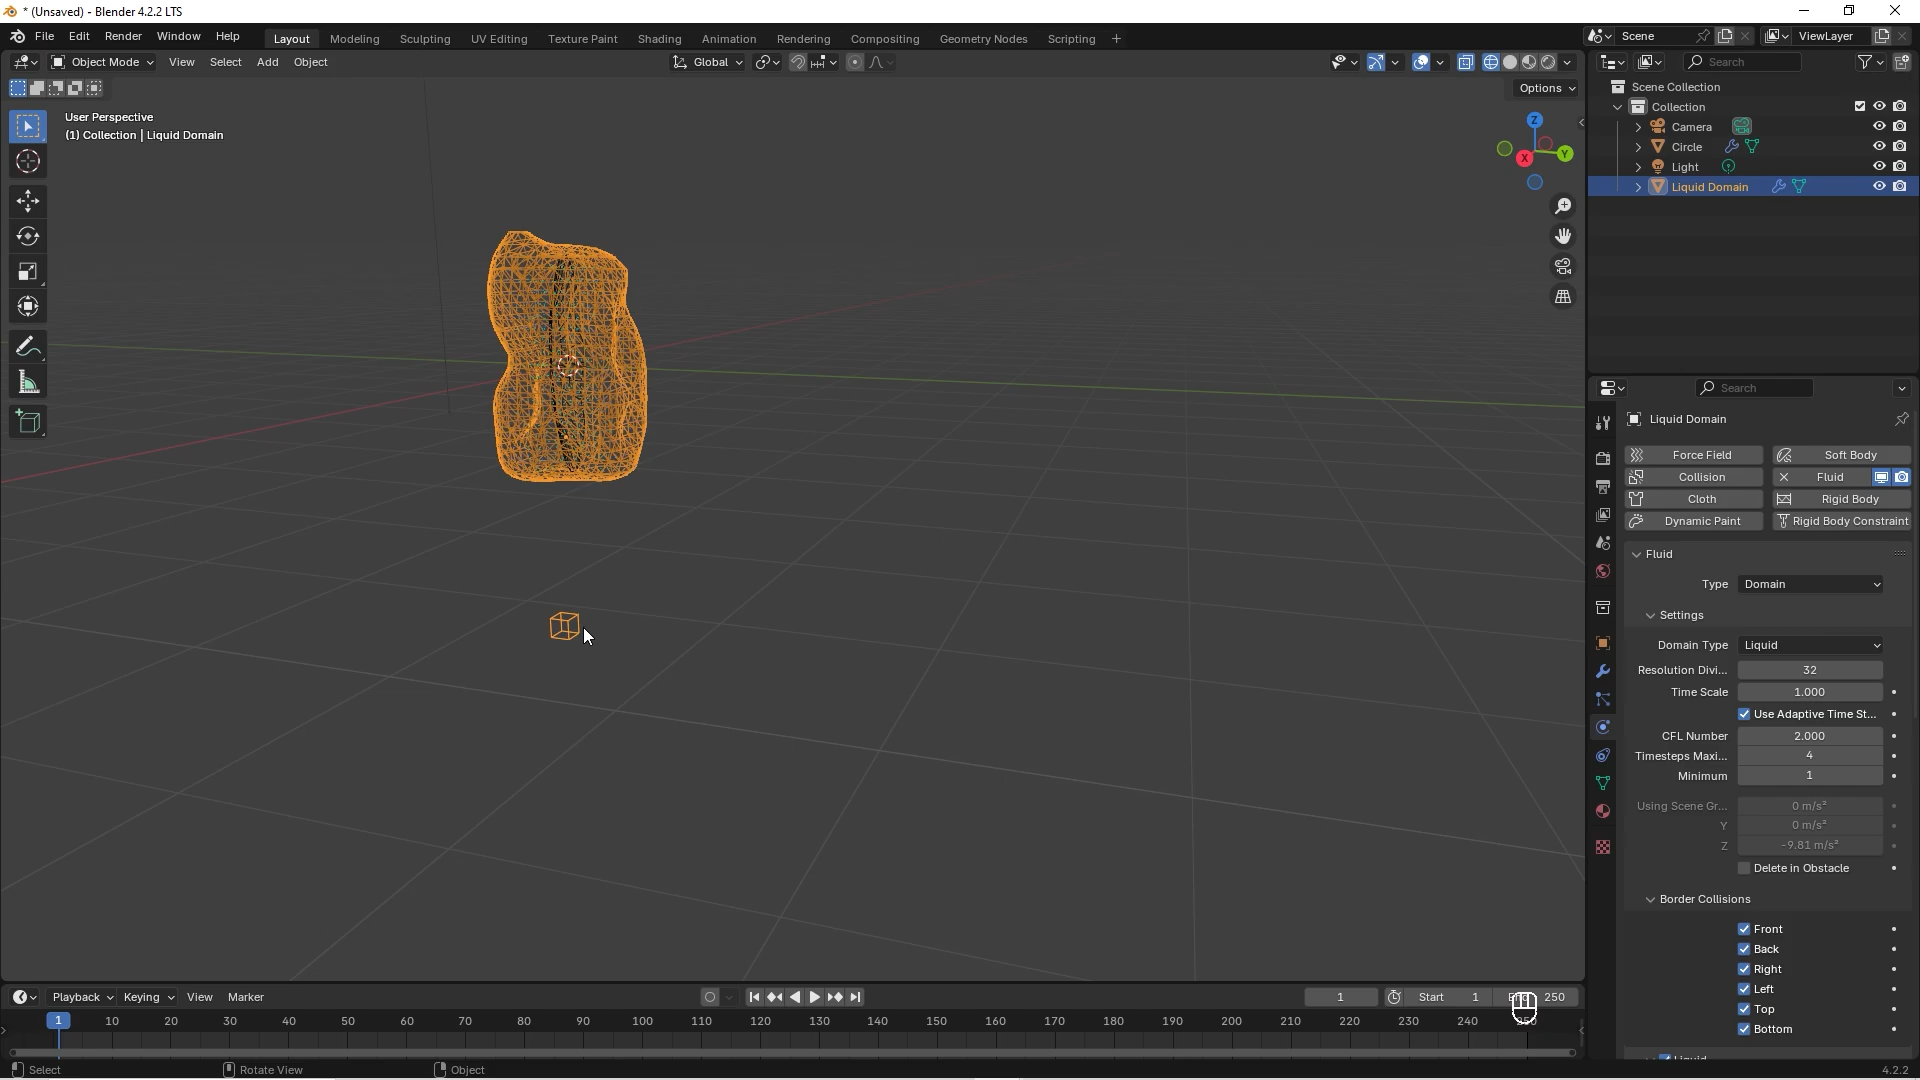 * (Unsaved) - Blender 4.2.2 LTS
File Edit Render Window Help Layout Modeling Sculpting UV Editing Texture Paint Shading Animation Rendering Compositing Geometry Nodes Scripting + Scene ViewLayer
Object Mode View Select Add Object Global Search
Options
User Perspective
(1) Collection | Liquid Domain
Z
Y
X
Scene Collection
Collection
Camera
Circle
Light
Liquid Domain
Search
Liquid Domain
Force Field Soft Body
Collision Fluid
Cloth Rigid Body
Dynamic Paint Rigid Body Constraint
Fluid
Type Domain
Settings
Domain Type Liquid
Resolution Divi... 32
Time Scale 1.000
Use Adaptive Time St...
CFL Number 2.000
Timesteps Maxi... 4
Minimum 1
Using Scene Gr... 0 m/s²
Y 0 m/s²
Z -9.81 m/s²
Delete in Obstacle
Border Collisions
Front
Back
Right
Left
Top
Bottom
Liquid
Playback Keying View Marker 1 Start 1 250
1 10 20 30 40 50 60 70 80 90 100 110 120 130 140 150 160 170 180 190 200 210 220 230 240 250
Select Rotate View Object 4.2.2